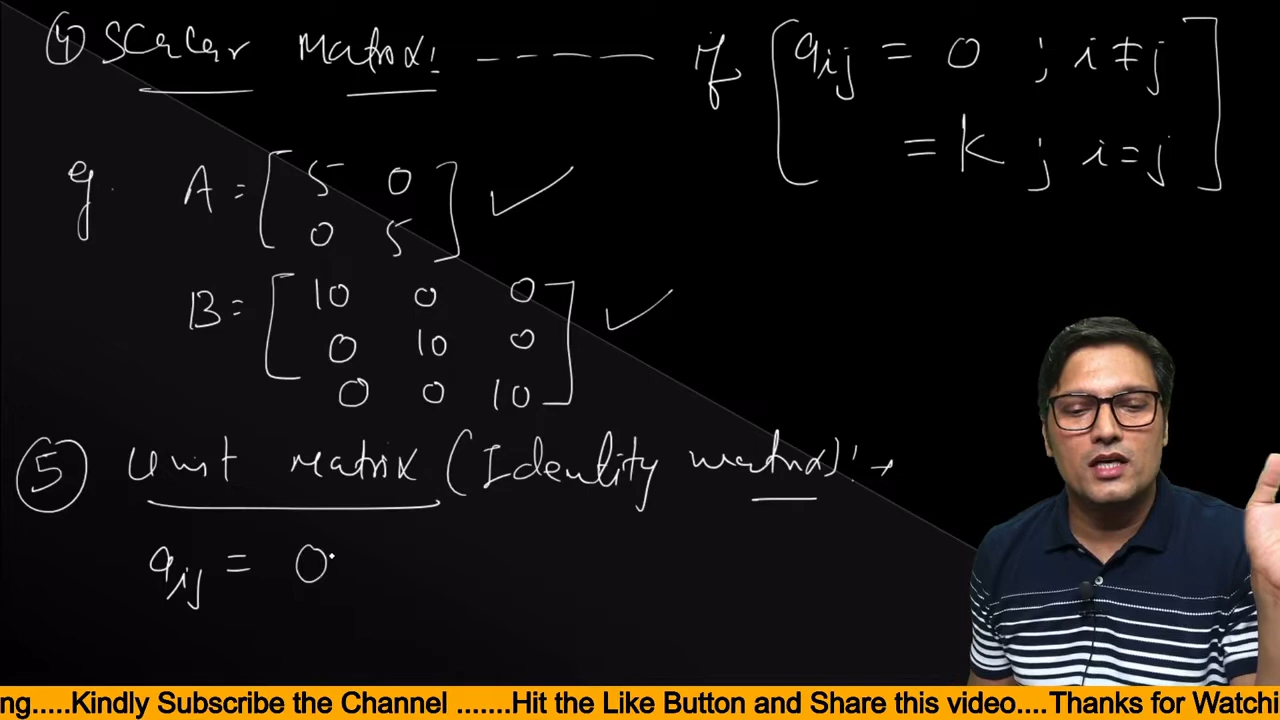 ④ Scalar Matrix: ------ if [ aij = 0 ; i ≠ j
= k ; i = j ]
eg. A = [ 5 0
0 5 ] ✓
B = [ 10 0 0
0 10 0
0 0 10 ] ✓
⑤ Unit Matrix (Identity matrix): →
aij = 0
ng.....Kindly Subscribe the Channel .......Hit the Like Button and Share this video....Thanks for Watchi